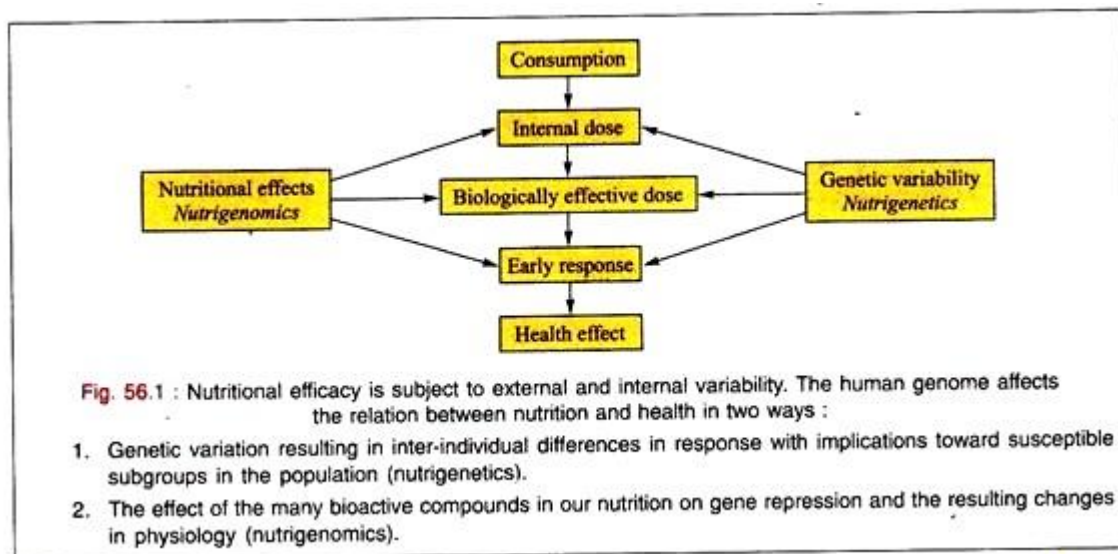 Consumption
Internal dose
Nutritional effects
Nutrigenomics
Biologically effective dose
Genetic variability
Nutrigenetics
Early response
Health effect
Fig. 56.1 : Nutritional efficacy is subject to external and internal variability. The human genome affects
the relation between nutrition and health in two ways :
1. Genetic variation resulting in inter-individual differences in response with implications toward susceptible
subgroups in the population (nutrigenetics).
2. The effect of the many bioactive compounds in our nutrition on gene repression and the resulting changes
in physiology (nutrigenomics).